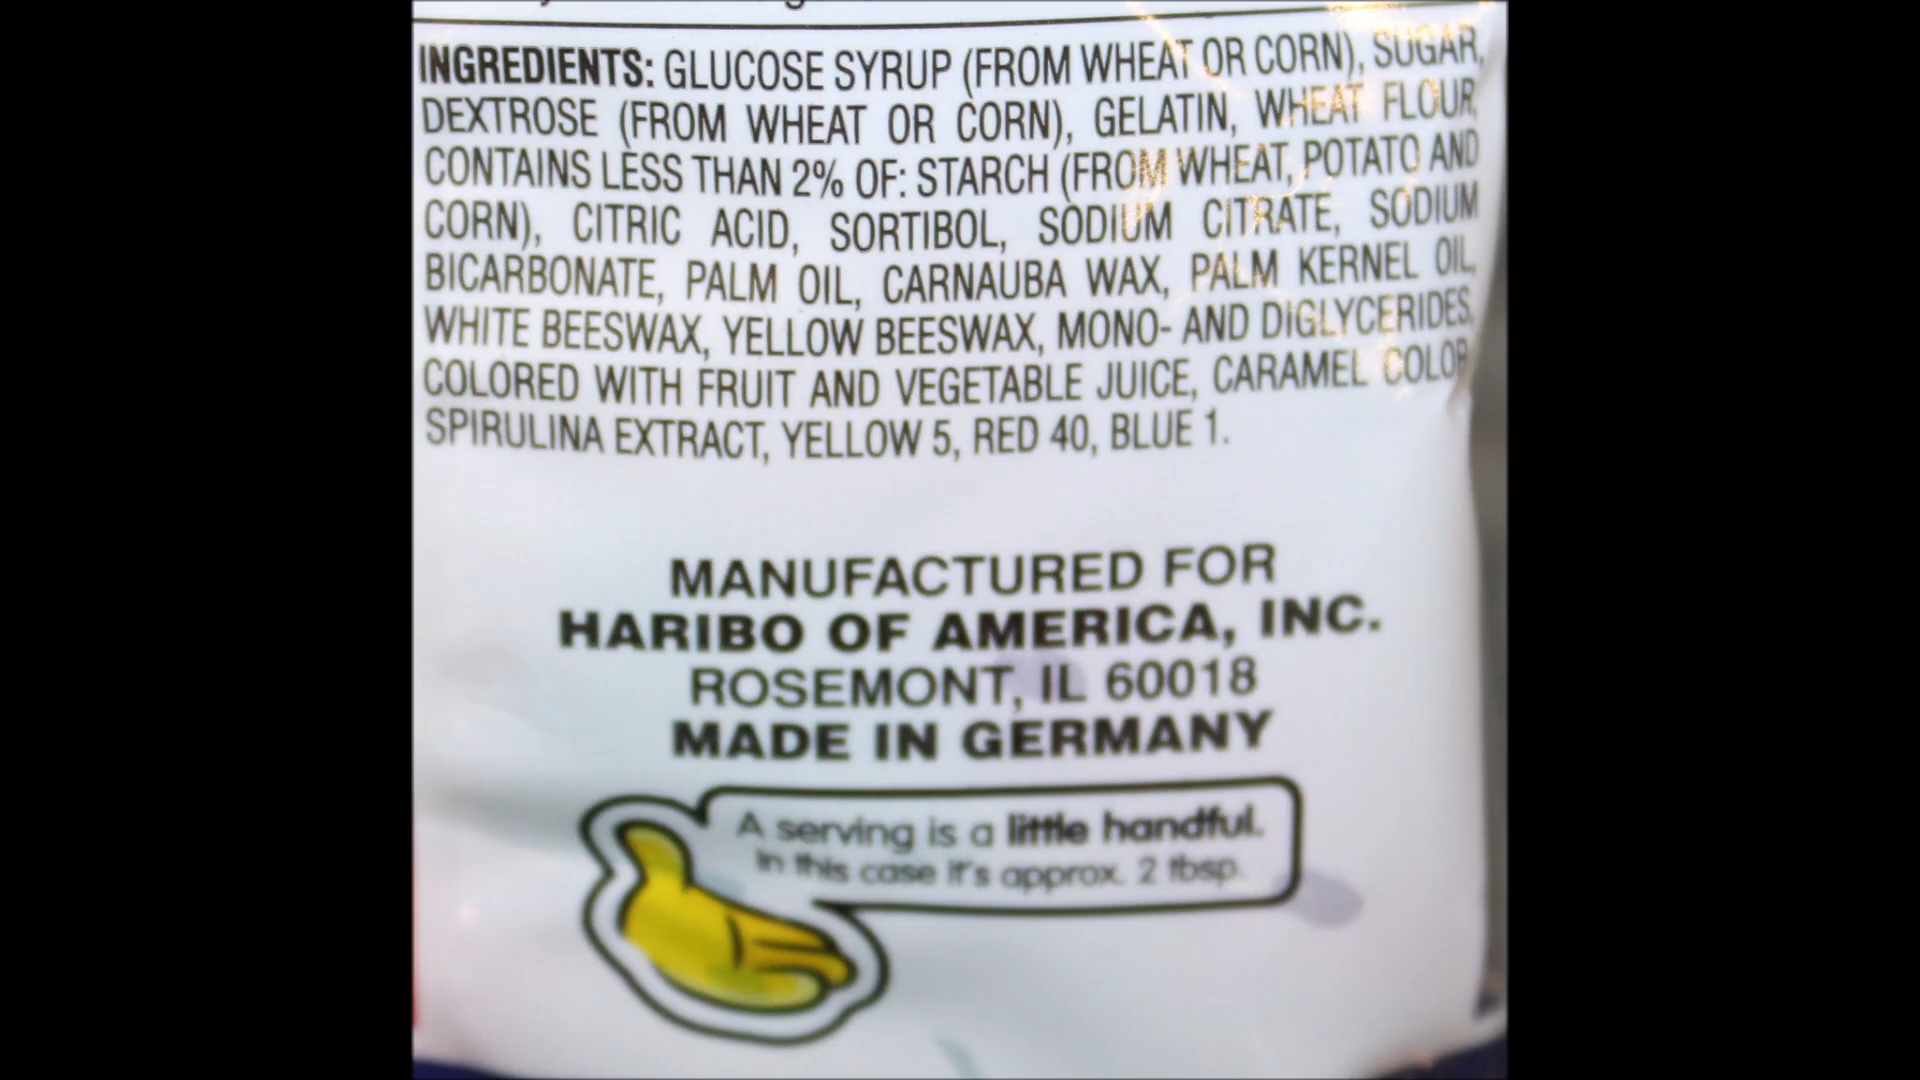 INGREDIENTS: GLUCOSE SYRUP (FROM WHEAT OR CORN), SUGAR,
DEXTROSE (FROM WHEAT OR CORN), GELATIN, WHEAT FLOUR,
CONTAINS LESS THAN 2% OF: STARCH (FROM WHEAT, POTATO AND
CORN), CITRIC ACID, SORTIBOL, SODIUM CITRATE, SODIUM
BICARBONATE, PALM OIL, CARNAUBA WAX, PALM KERNEL OIL,
WHITE BEESWAX, YELLOW BEESWAX, MONO- AND DIGLYCERIDES,
COLORED WITH FRUIT AND VEGETABLE JUICE, CARAMEL COLOR
SPIRULINA EXTRACT, YELLOW 5, RED 40, BLUE 1.
MANUFACTURED FOR
HARIBO OF AMERICA, INC.
ROSEMONT, IL 60018
MADE IN GERMANY
A serving is a little handful.
In this case it's approx. 2 tbsp.